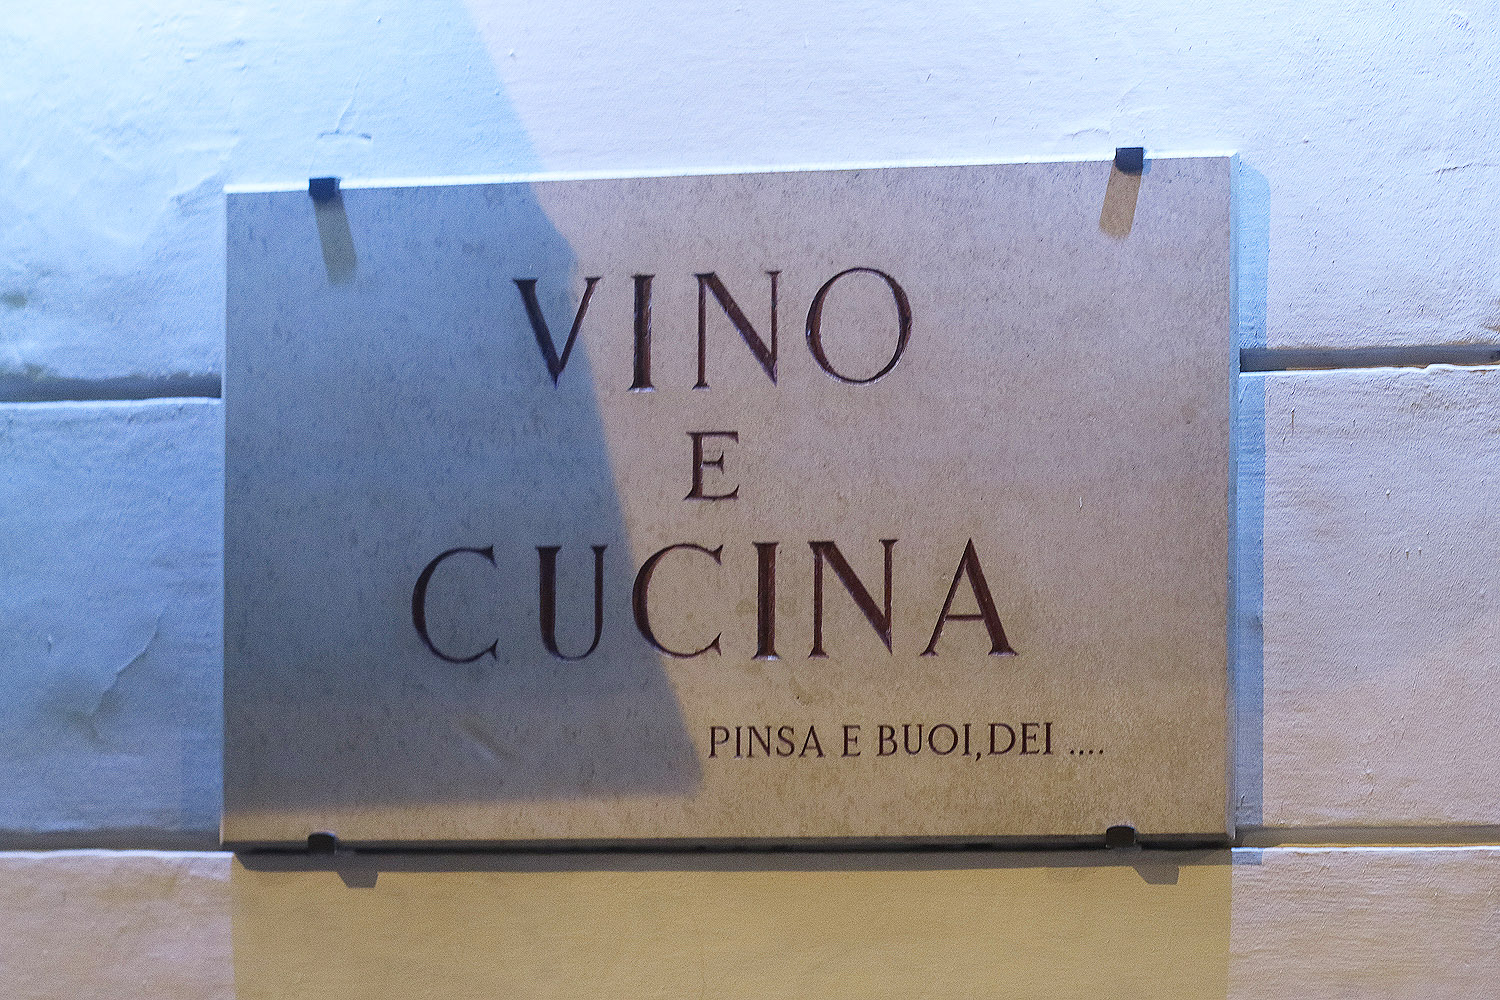 VINO
E
CUCINA
PINSA E BUOI,DEI ....